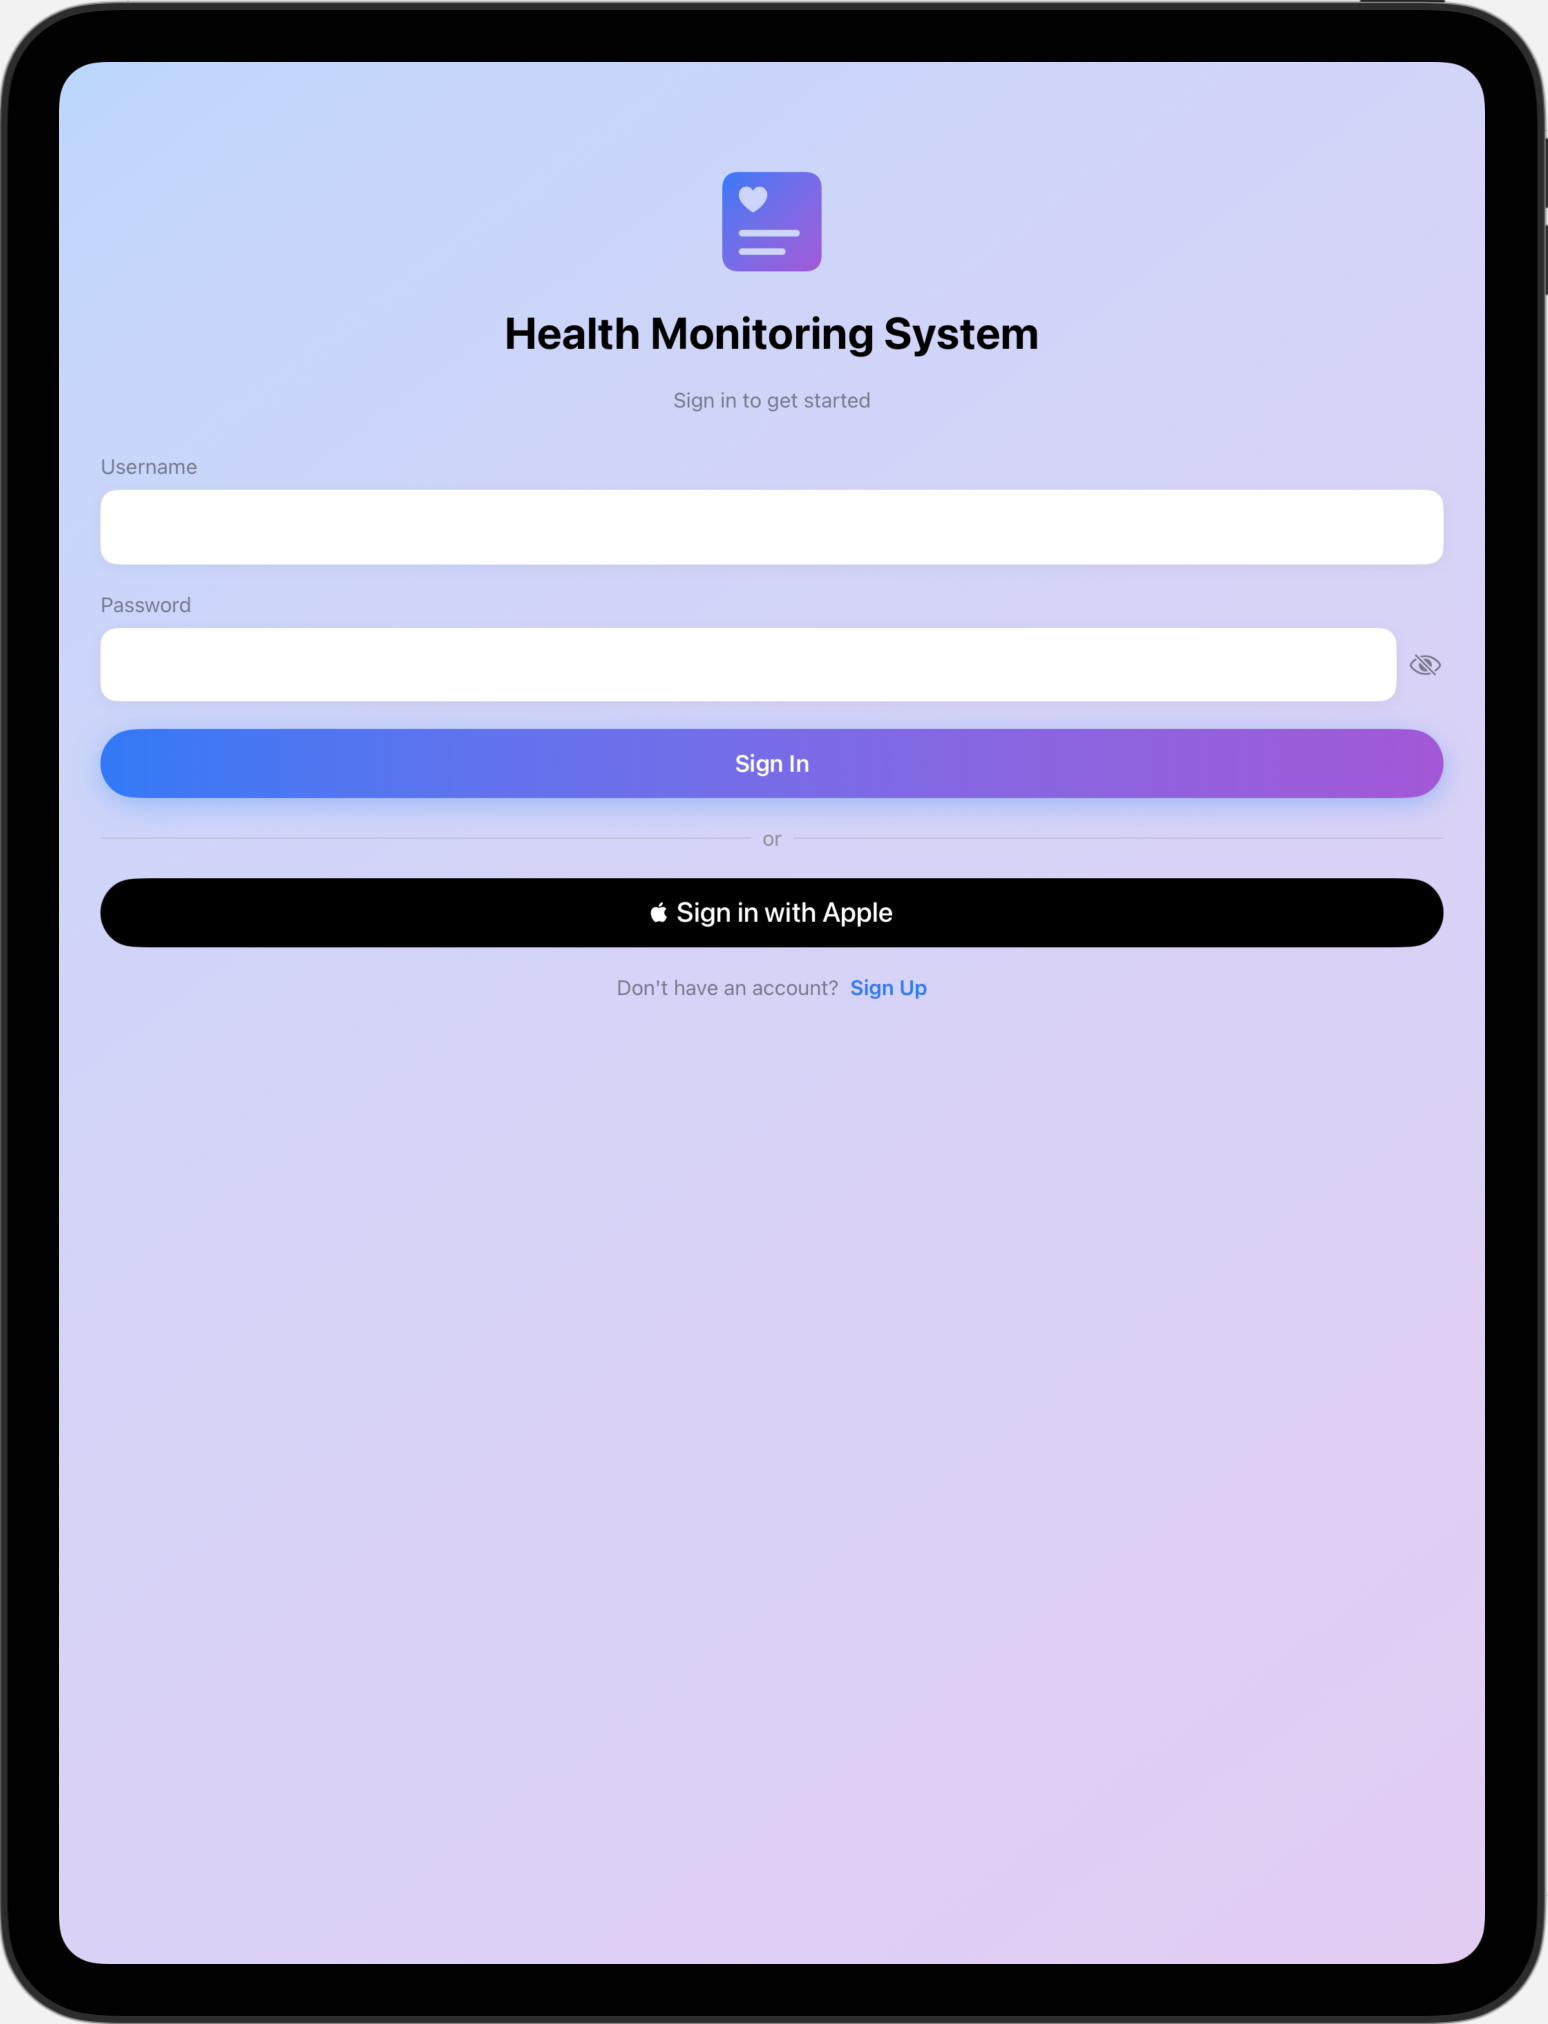 Health Monitoring System
Sign in to get started
Username
Password
Sign In
or
Sign in with Apple
Don't have an account? Sign Up